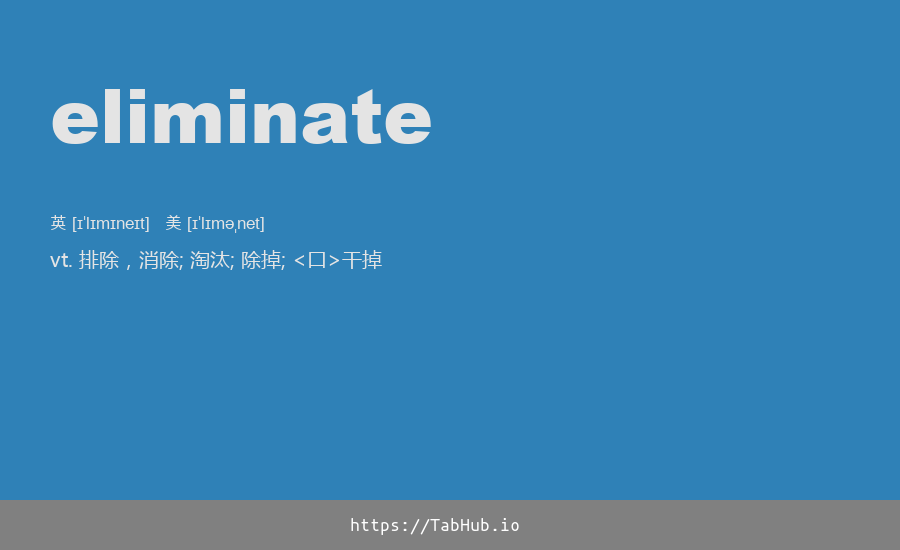 eliminate
英 [ɪˈlɪmɪneɪt] 美 [ɪˈlɪməˌnet]
vt. 排除，消除; 淘汰; 除掉; <口>干掉
https://TabHub.io